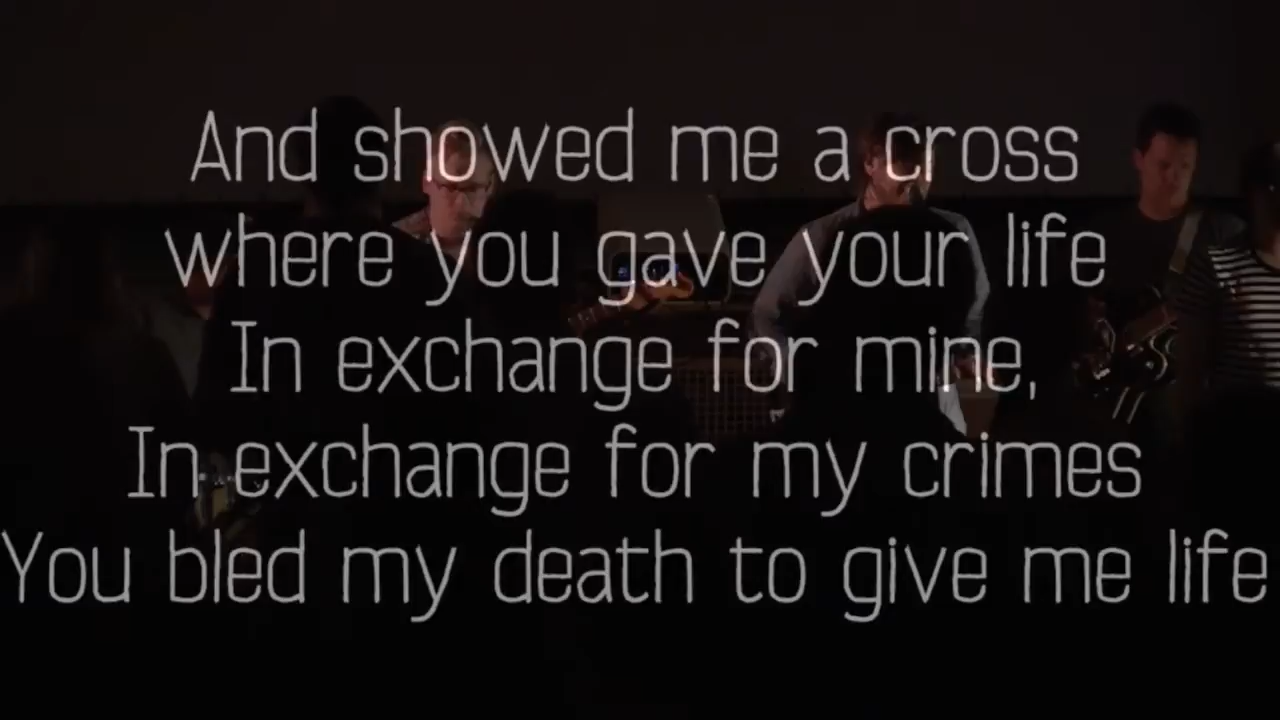 And showed me a cross
where you gave your life
In exchange for mine,
In exchange for my crimes
You bled my death to give me life